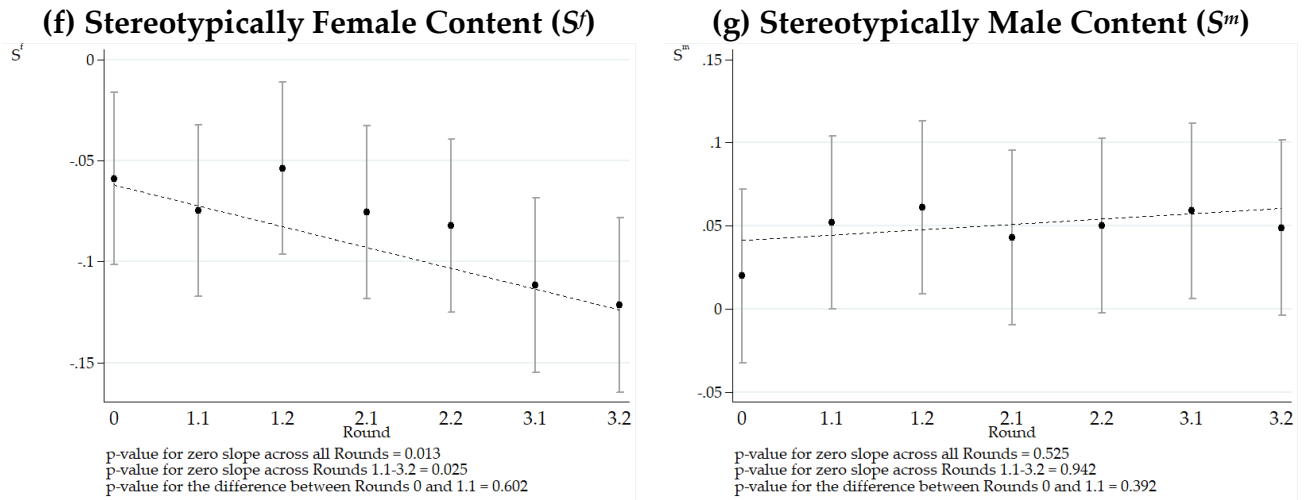 (f) Stereotypically Female Content (Sᶠ)
Sᶠ
0
-.05
-.1
-.15
0 1.1 1.2 2.1 2.2 3.1 3.2
Round
p-value for zero slope across all Rounds = 0.013
p-value for zero slope across Rounds 1.1-3.2 = 0.025
p-value for the difference between Rounds 0 and 1.1 = 0.602
(g) Stereotypically Male Content (Sᵐ)
Sᵐ
.15
.1
.05
0
-.05
0 1.1 1.2 2.1 2.2 3.1 3.2
Round
p-value for zero slope across all Rounds = 0.525
p-value for zero slope across Rounds 1.1-3.2 = 0.942
p-value for the difference between Rounds 0 and 1.1 = 0.392